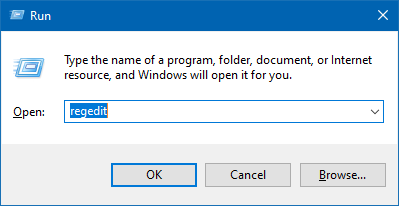 Run
Type the name of a program, folder, document, or Internet
resource, and Windows will open it for you.
Open: regedit
OK Cancel Browse...